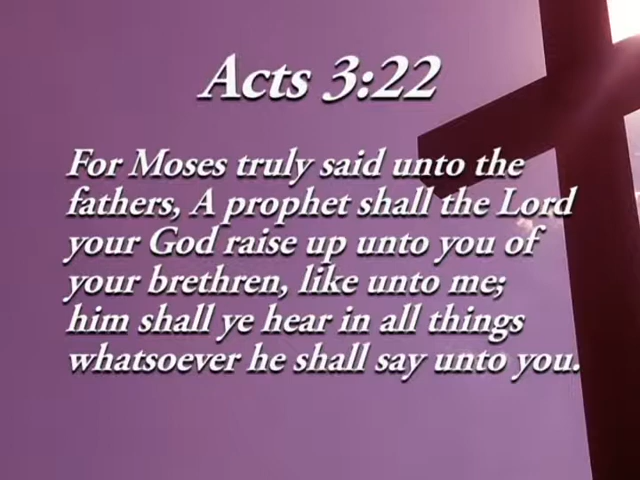 Acts 3:22
For Moses truly said unto the
fathers, A prophet shall the Lord
your God raise up unto you of
your brethren, like unto me;
him shall ye hear in all things
whatsoever he shall say unto you.